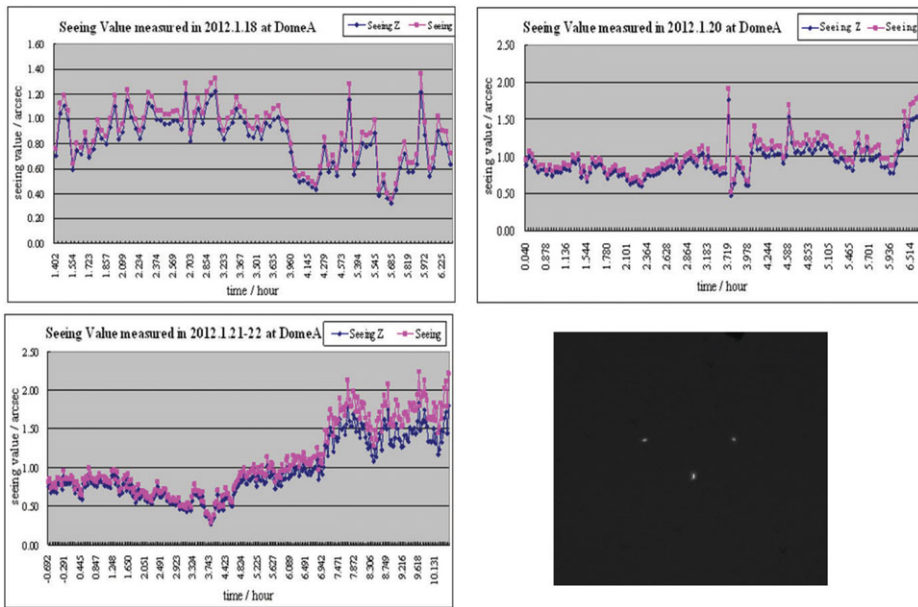 Seeing Value measured in 2012.1.18 at DomeA
Seeing Z Seeing
seeing value / arcsec
1.60
1.40
1.20
1.00
0.80
0.60
0.40
0.20
0.00
1.402 1.554 1.723 1.857 2.099 2.234 2.374 2.569 2.703 2.854 3.233 3.367 3.501 3.635 3.960 4.145 4.279 4.573 5.394 5.545 5.685 5.819 5.972 6.225
time / hour
Seeing Value measured in 2012.1.20 at DomeA
Seeing Z Seeing
seeing value / arcsec
2.50
2.00
1.50
1.00
0.50
0.00
0.040 0.878 1.136 1.544 1.780 2.101 2.364 2.628 2.864 3.183 3.719 3.978 4.244 4.588 4.853 5.105 5.465 5.701 5.936 6.514
time / hour
Seeing Value measured in 2012.1.21-22 at DomeA
Seeing Z Seeing
seeing value / arcsec
2.50
2.00
1.50
1.00
0.50
0.00
-0.692 -0.291 0.445 0.847 1.248 1.630 2.051 2.491 2.923 3.334 3.743 4.423 4.824 5.225 5.627 6.089 6.491 6.942 7.471 7.872 8.306 8.749 9.216 9.618 10.131
time / hour